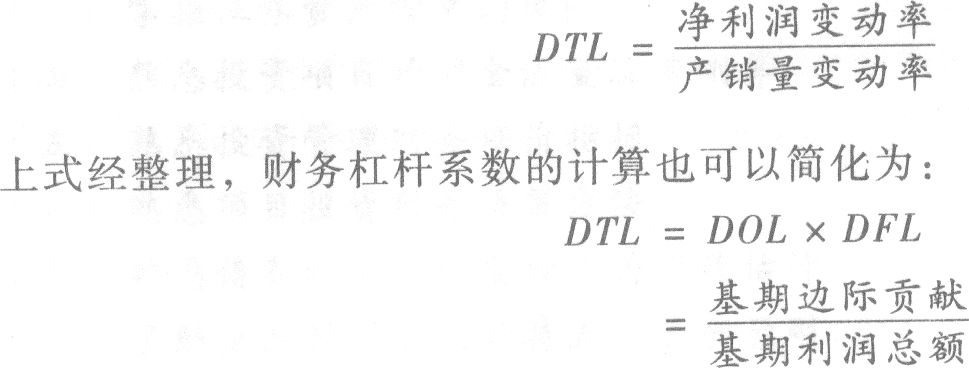 DTL = 净利润变动率/产销量变动率
上式经整理，财务杠杆系数的计算也可以简化为：
DTL = DOL × DFL
= 基期边际贡献/基期利润总额